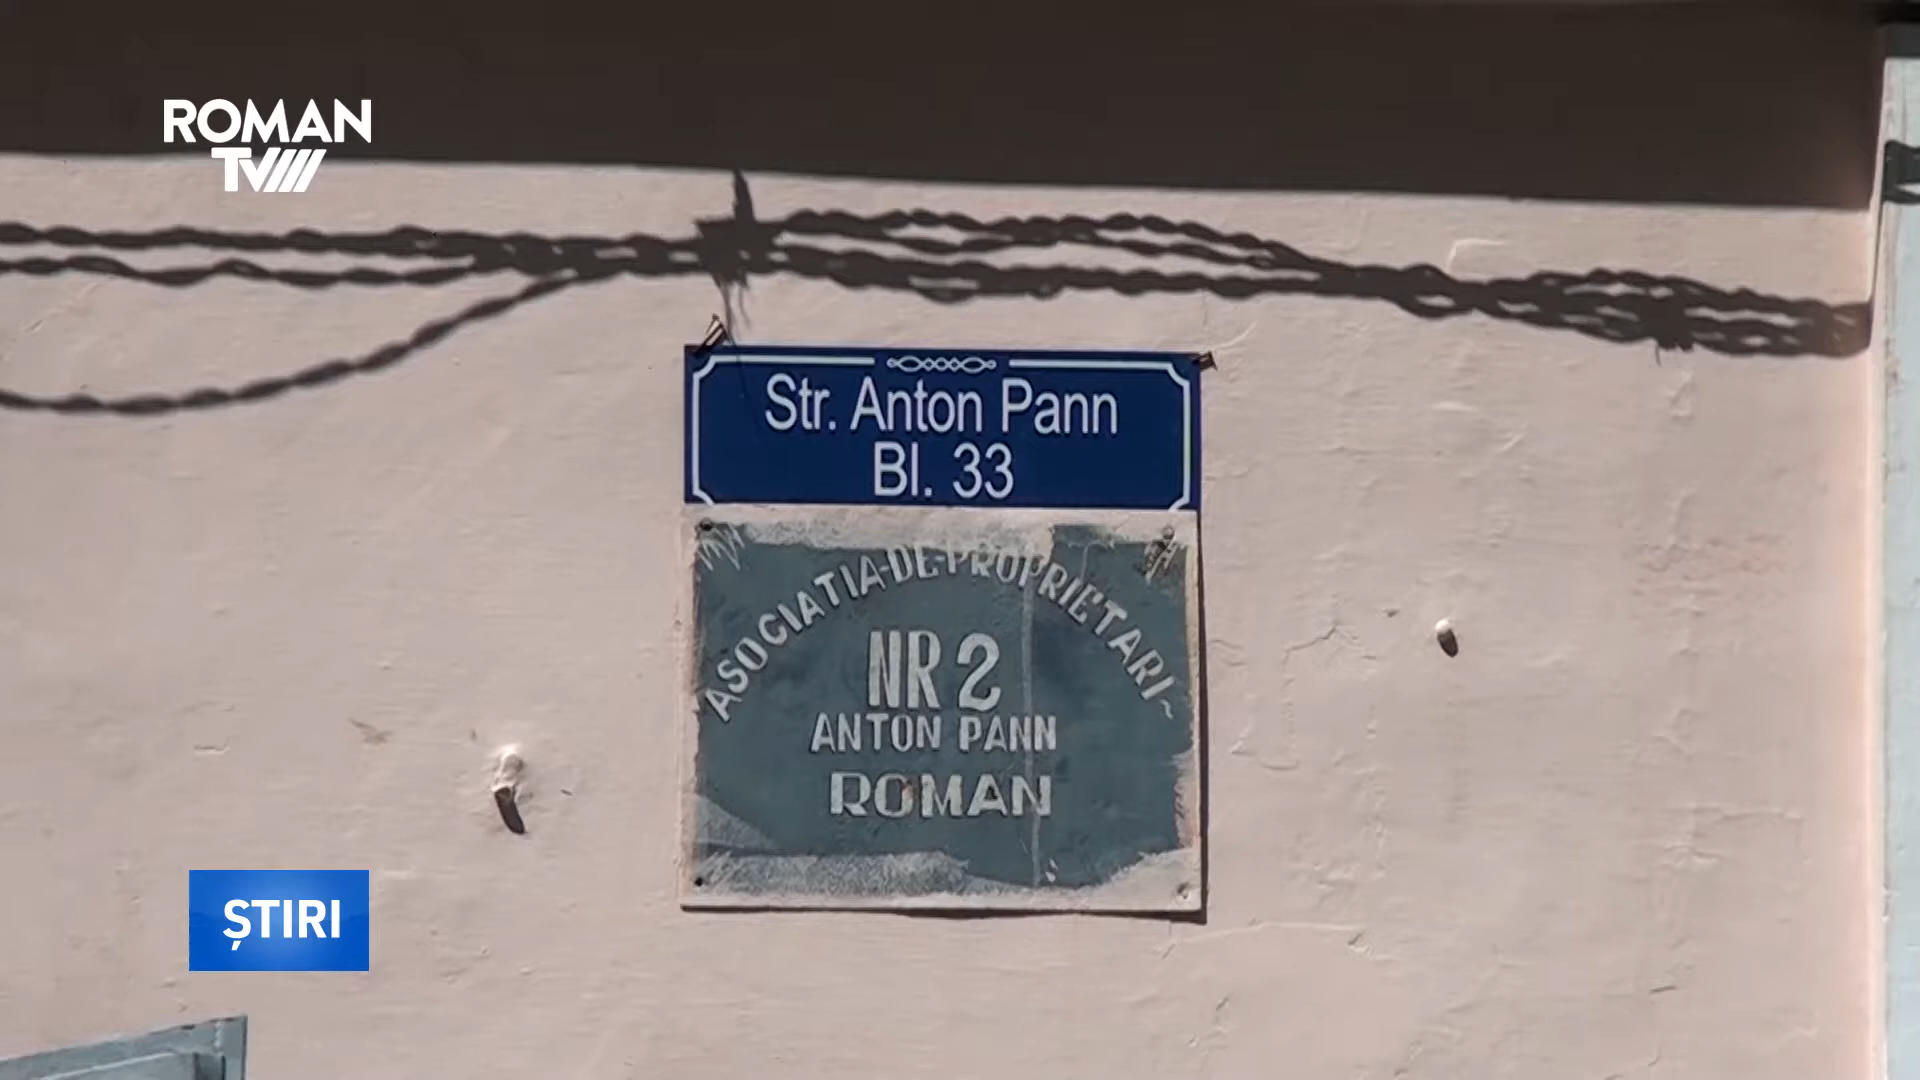 ROMAN
TV
Str. Anton Pann
Bl. 33
ASOCIATIA-DE-PROPRIETARI~
NR 2
ANTON PANN
ROMAN
ȘTIRI